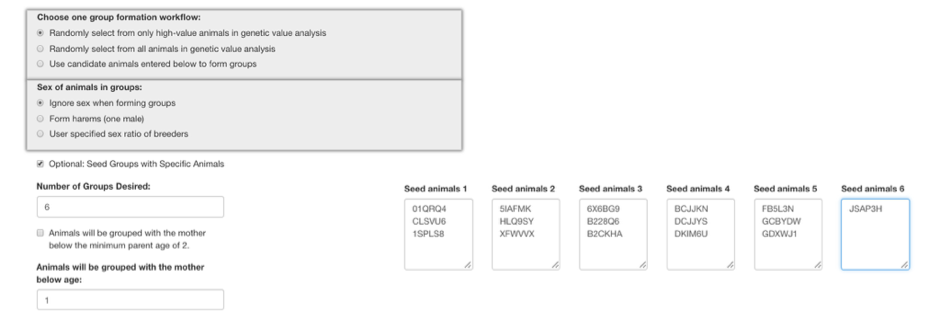 Choose one group formation workflow:
Randomly select from only high-value animals in genetic value analysis
Randomly select from all animals in genetic value analysis
Use candidate animals entered below to form groups
Sex of animals in groups:
Ignore sex when forming groups
Form harems (one male)
User specified sex ratio of breeders
Optional: Seed Groups with Specific Animals
Number of Groups Desired:
6
Animals will be grouped with the mother
below the minimum parent age of 2.
Animals will be grouped with the mother
below age:
1
Seed animals 1
01QRQ4
CLSVU6
1SPLS8
Seed animals 2
5IAFMK
HLQ9SY
XFWVVX
Seed animals 3
6X6BG9
B228Q6
B2CKHA
Seed animals 4
BCJJKN
DCJJYS
DKIM6U
Seed animals 5
FB5L3N
GCBYDW
GDXWJ1
Seed animals 6
JSAP3H